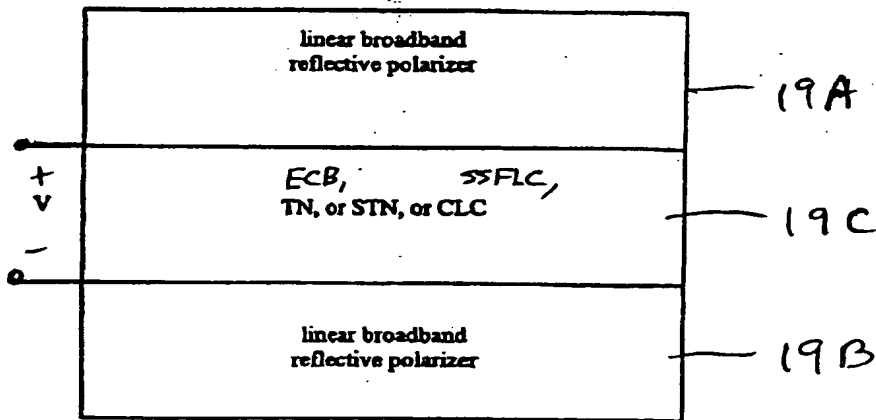 linear broadband
reflective polarizer
19A
+
V
-
ECB, SSFLC,
TN, or STN, or CLC
19C
linear broadband
reflective polarizer
19B